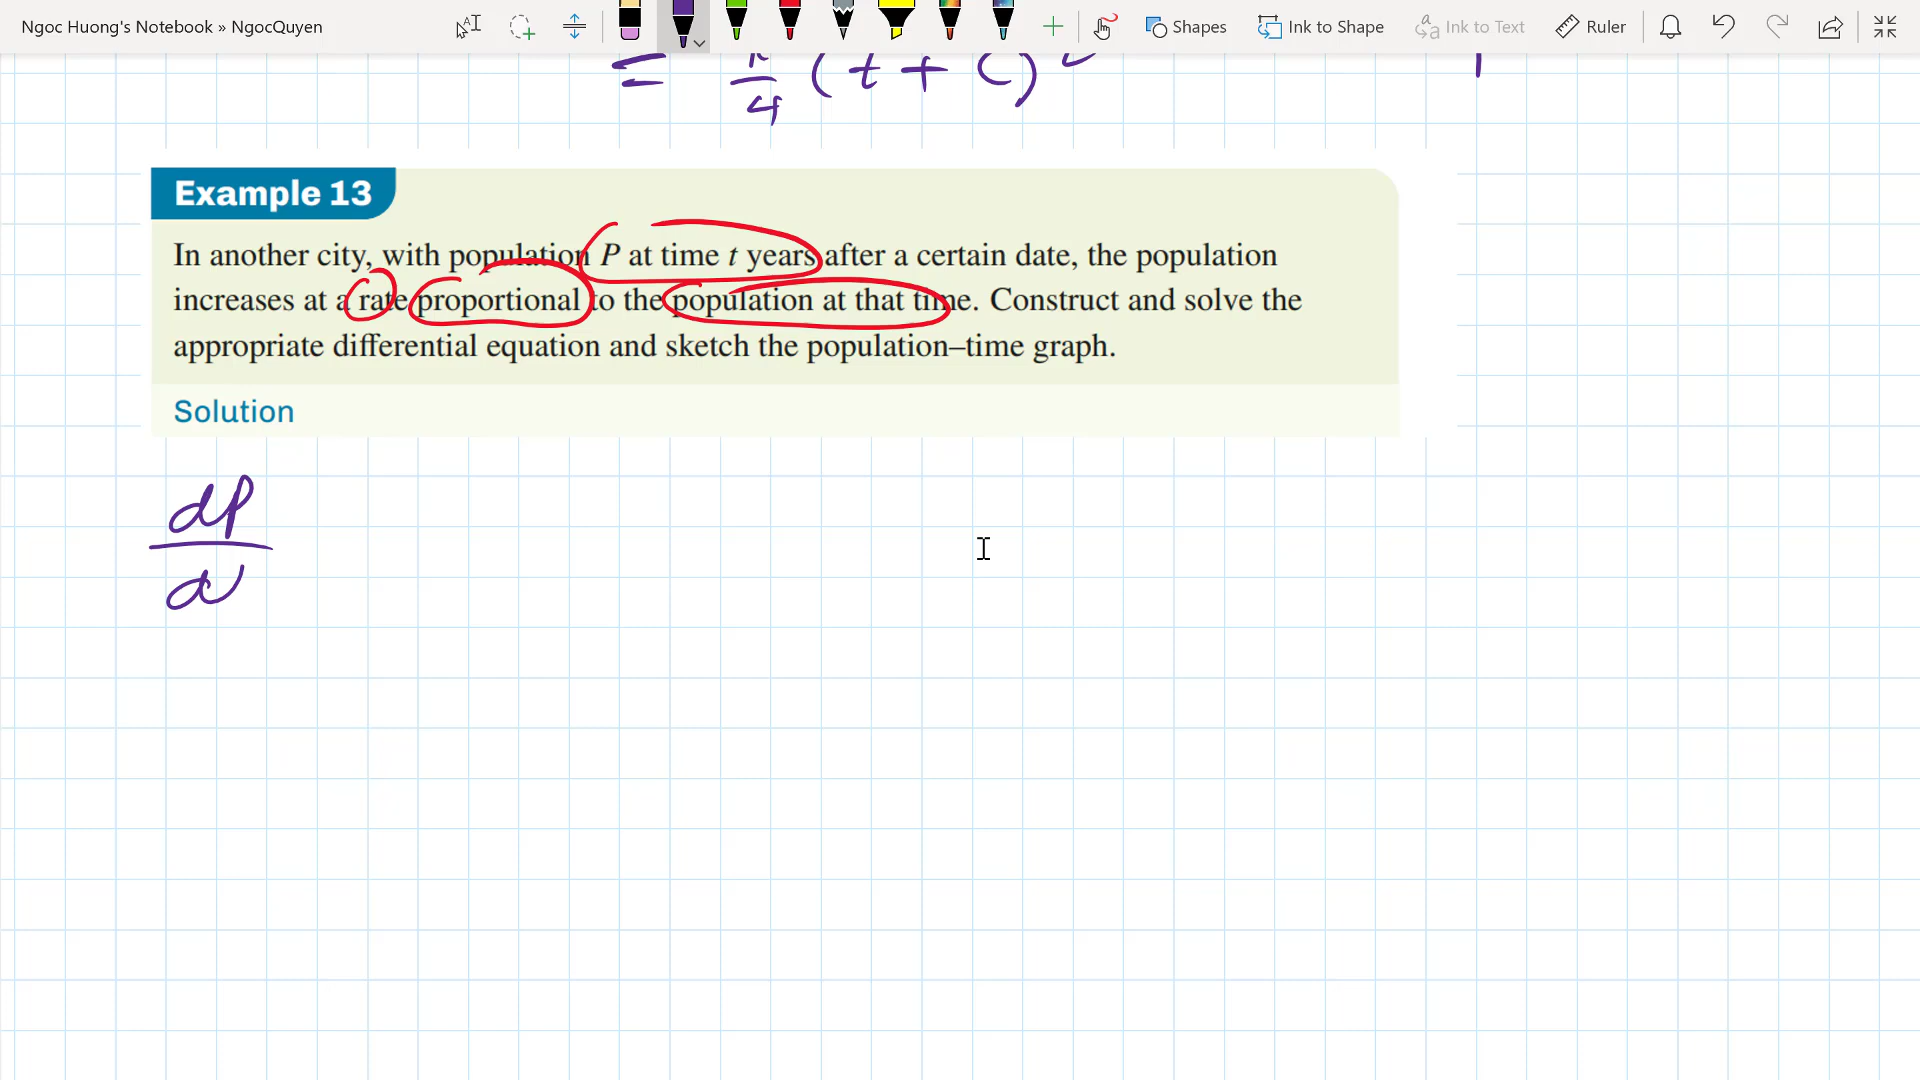 Ngoc Huong's Notebook » NgocQuyen
Shapes
Ink to Shape
Ink to Text
Ruler
= π/4 (t + c)²
Example 13
In another city, with population P at time t years after a certain date, the population
increases at a rate proportional to the population at that time. Construct and solve the
appropriate differential equation and sketch the population–time graph.
Solution
dP
d